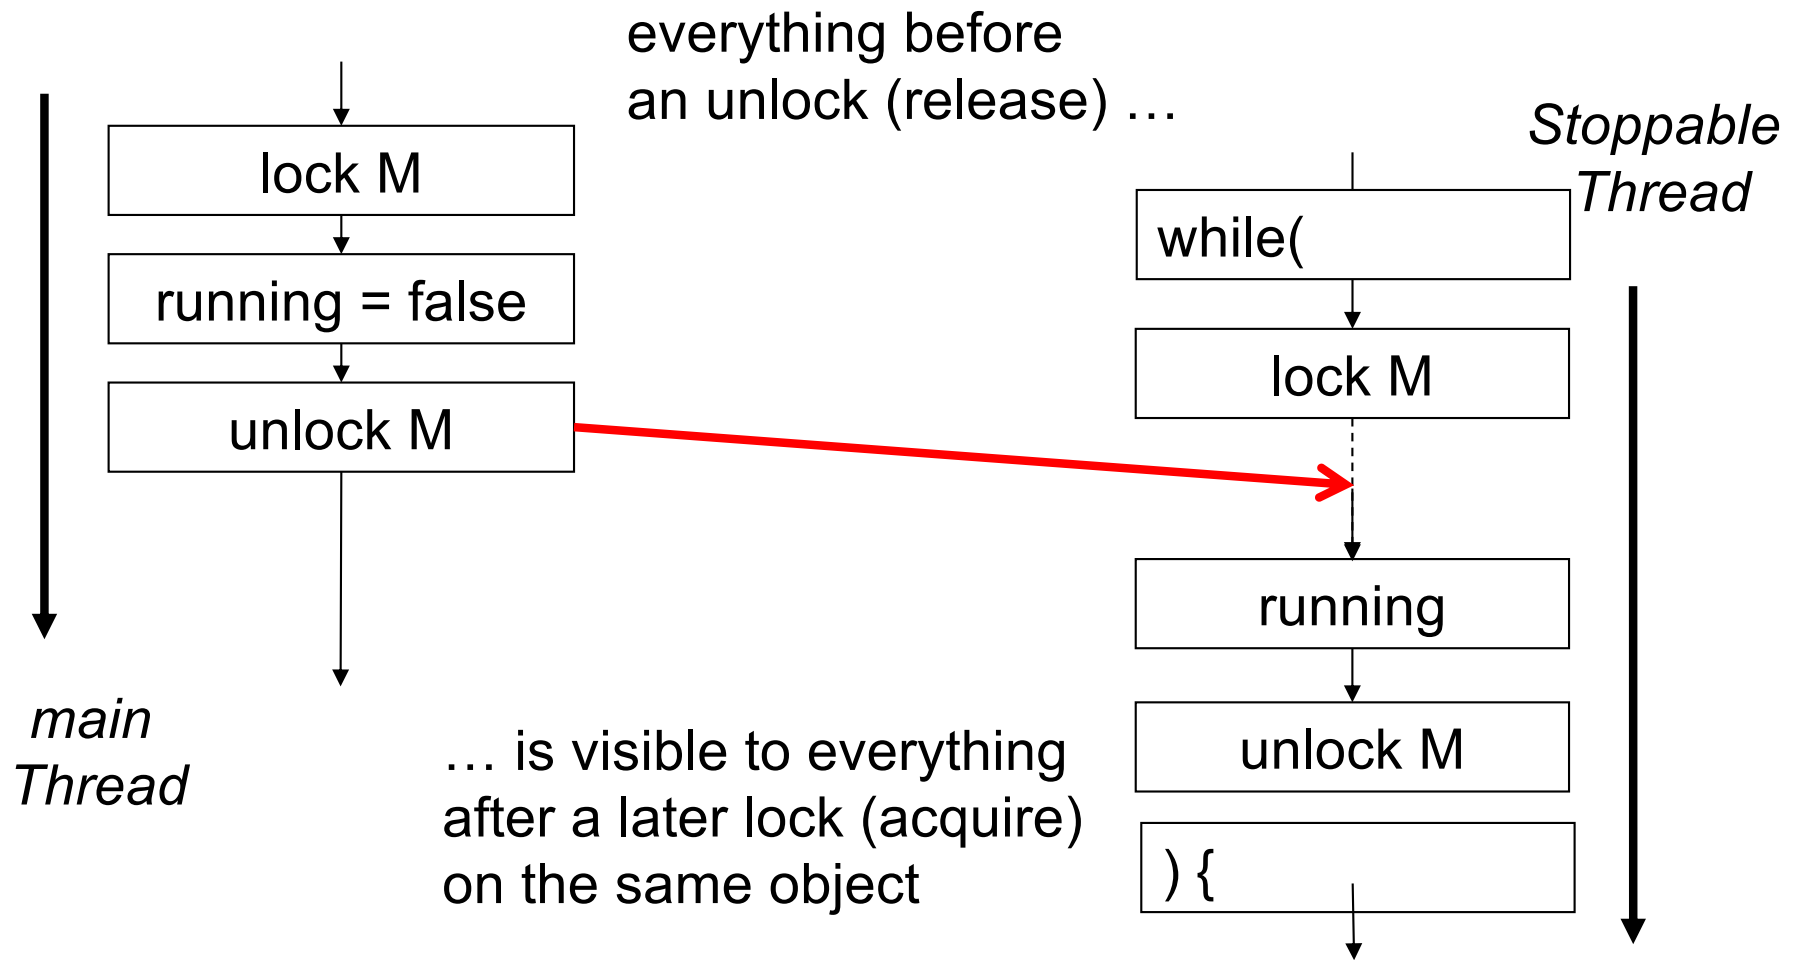 everything before
an unlock (release) …
lock M
running = false
unlock M
main
Thread
Stoppable
Thread
while(
lock M
running
unlock M
) {
… is visible to everything
after a later lock (acquire)
on the same object